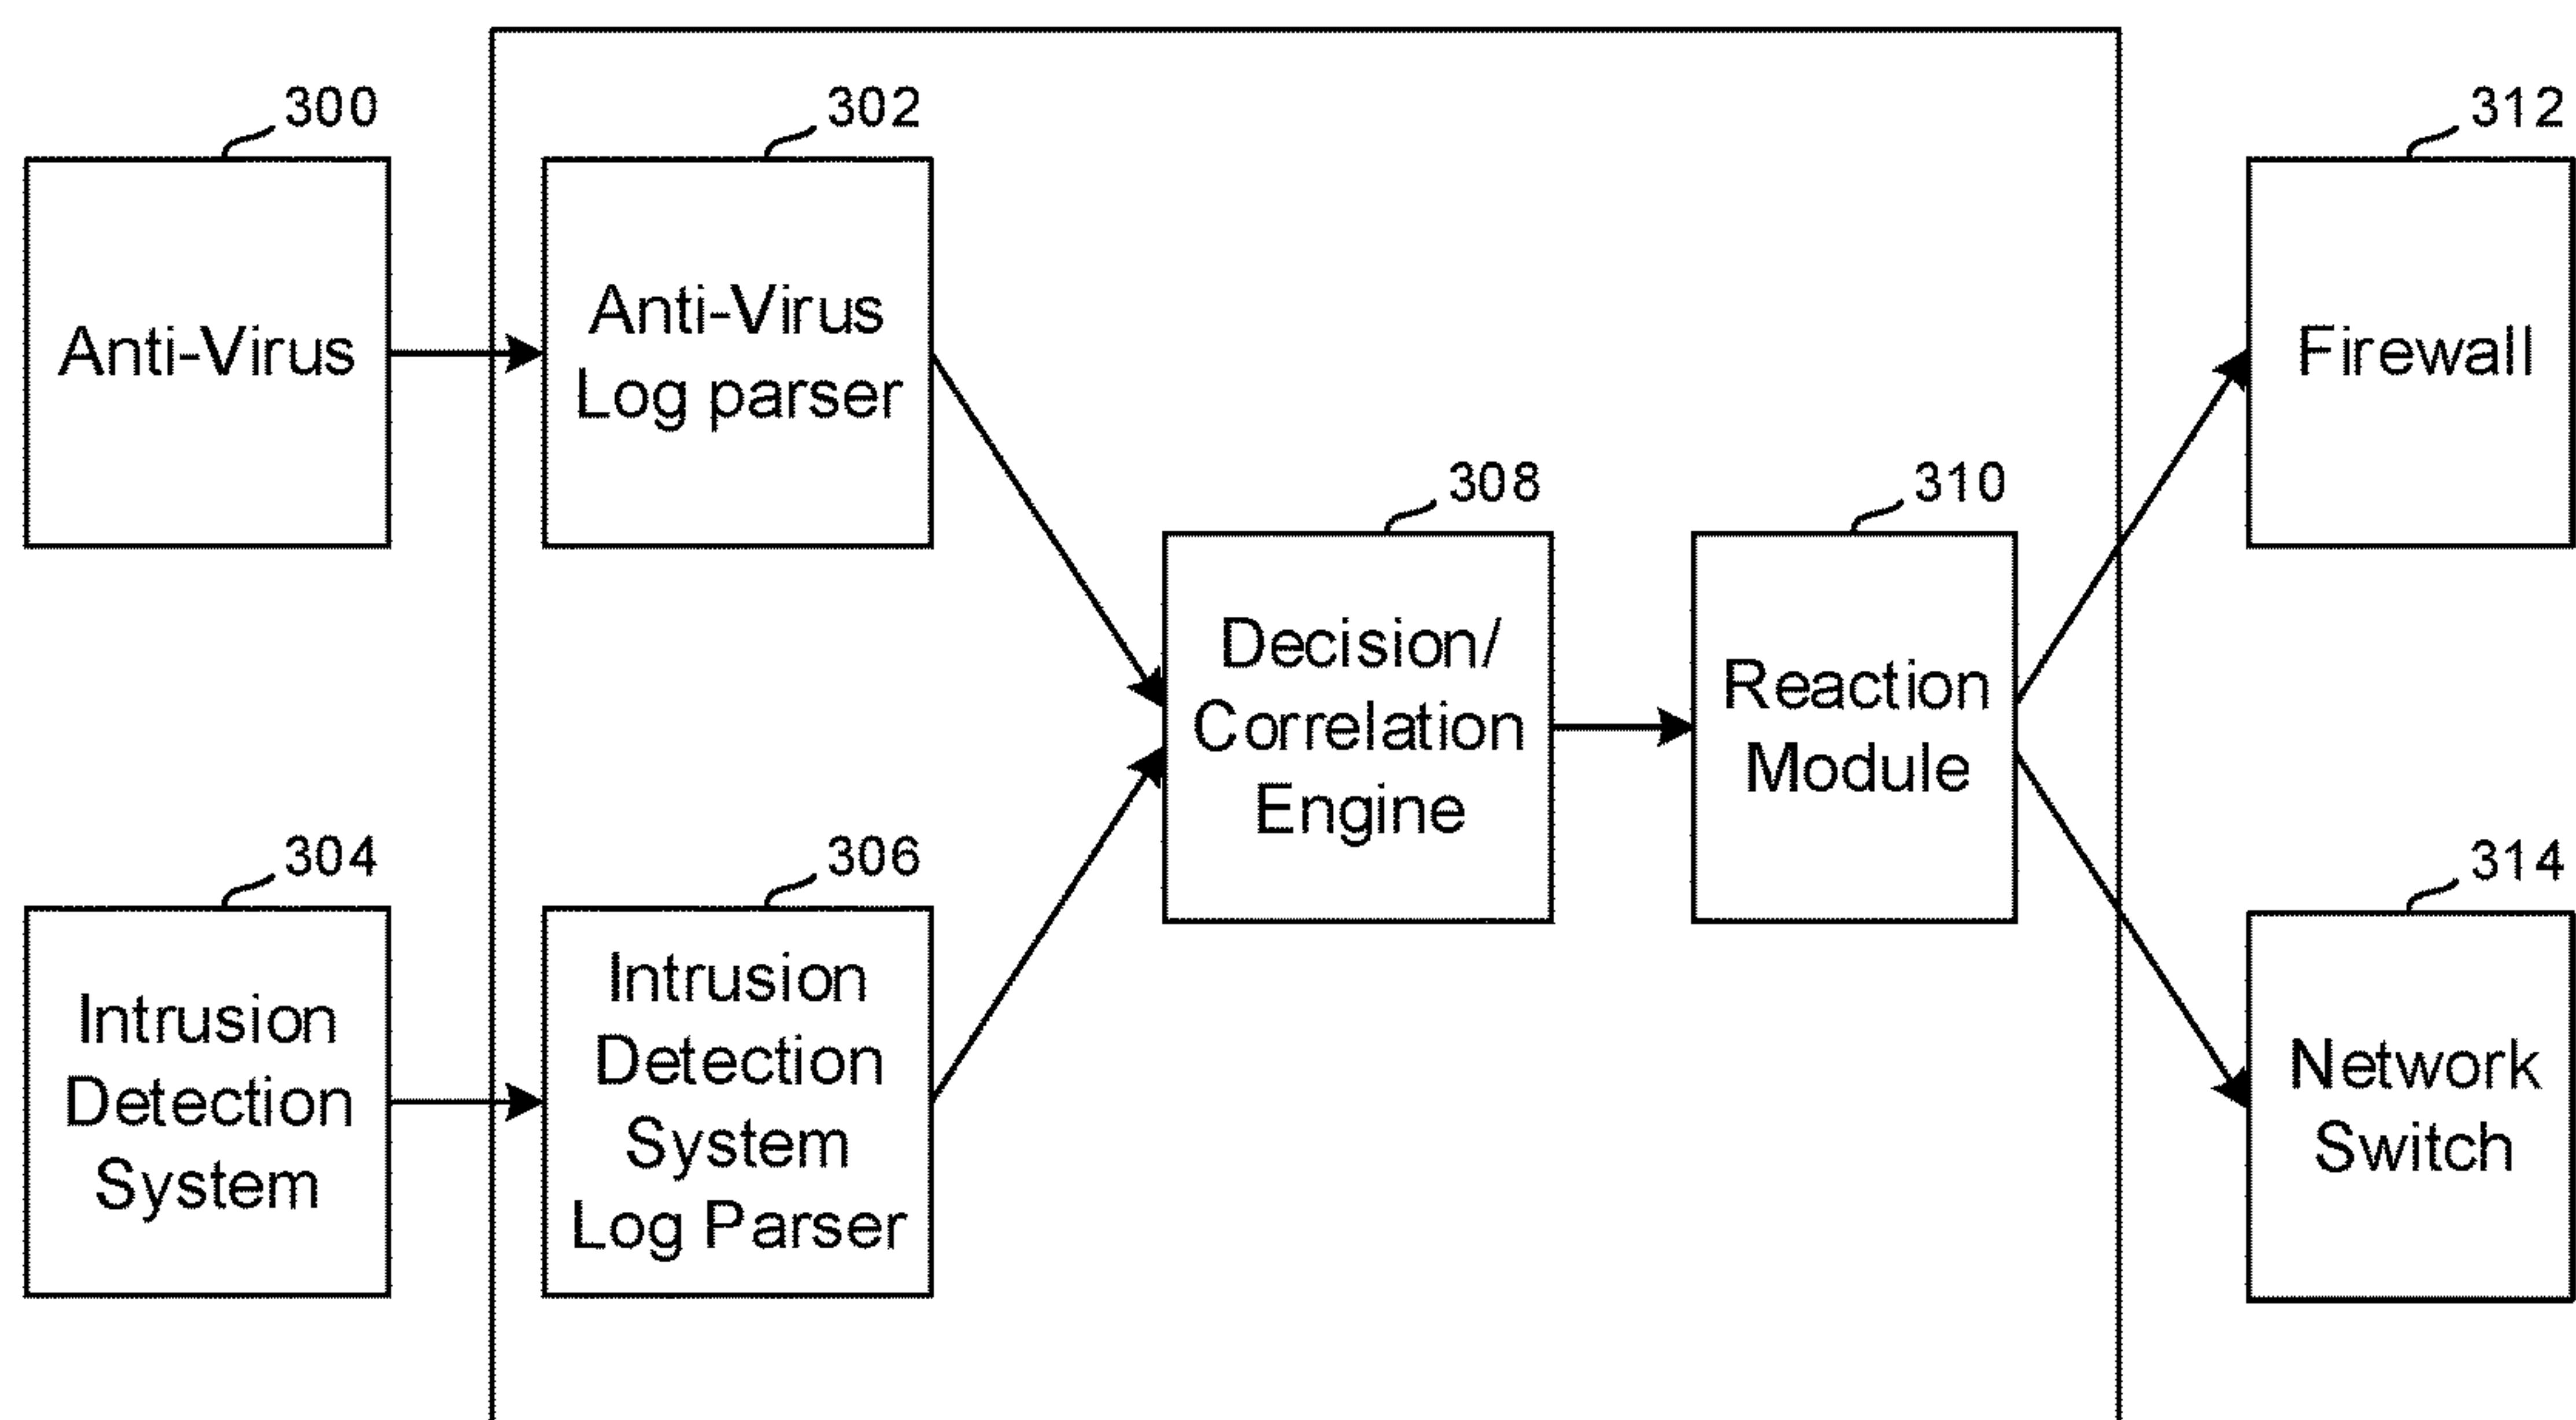 300
Anti-Virus
302
Anti-Virus
Log parser
304
Intrusion
Detection
System
306
Intrusion
Detection
System
Log Parser
308
Decision/
Correlation
Engine
310
Reaction
Module
312
Firewall
314
Network
Switch